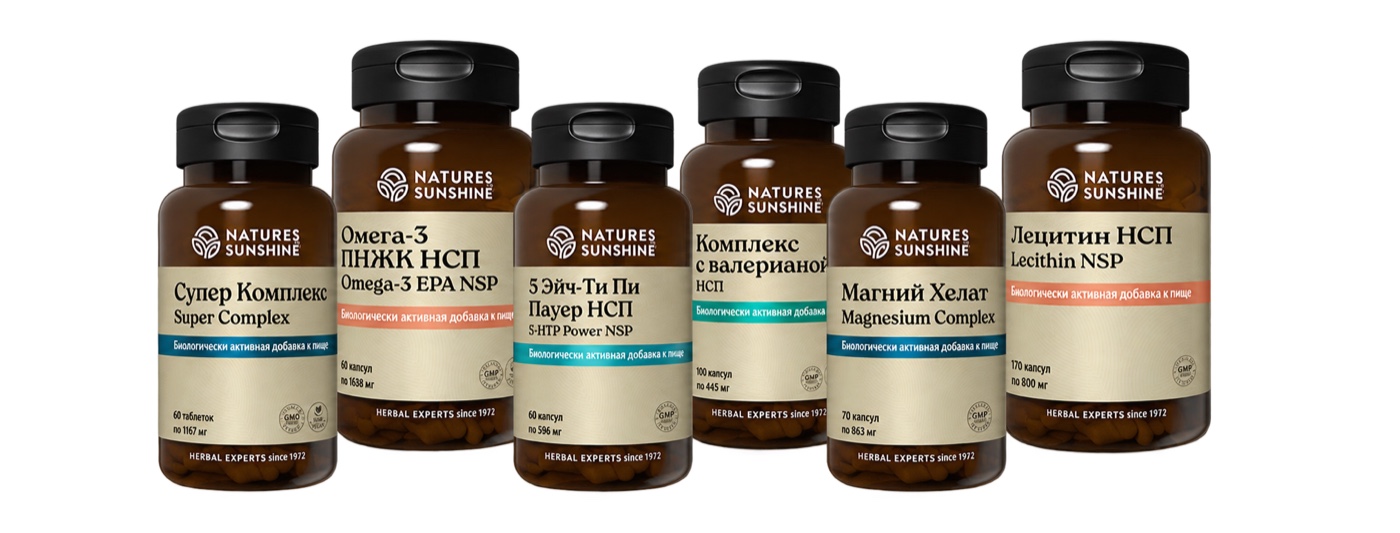 NATURES
SUNSHINE
Супер Комплекс
Super Complex
Биологически активная добавка к пище
60 таблеток
по 1167 мг
HERBAL EXPERTS since 1972
NATURES
SUNSHINE
Омега-3
ПНЖК НСП
Omega-3 EPA NSP
Биологически активная добавка к пище
60 капсул
по 1638 мг
GMP
HERBAL EXPERTS since 1972
NATURES
SUNSHINE
5 Эйч-Ти Пи
Пауер НСП
5-HTP Power NSP
Биологически активная добавка к пище
60 капсул
по 596 мг
GMP
HERBAL EXPERTS since 1972
NATURES
SUNSHINE
Комплекс
с валерианой
НСП
Биологически активная добавка
100 капсул
по 445 мг
GMP
HERBAL EXPERTS since 1972
NATURES
SUNSHINE
Магний Хелат
Magnesium Complex
Биологически активная добавка к пище
70 капсул
по 863 мг
GMP
HERBAL EXPERTS since 1972
NATURES
SUNSHINE
Лецитин НСП
Lecithin NSP
Биологически активная добавка к пище
170 капсул
по 800 мг
GMP
HERBAL EXPERTS since 1972